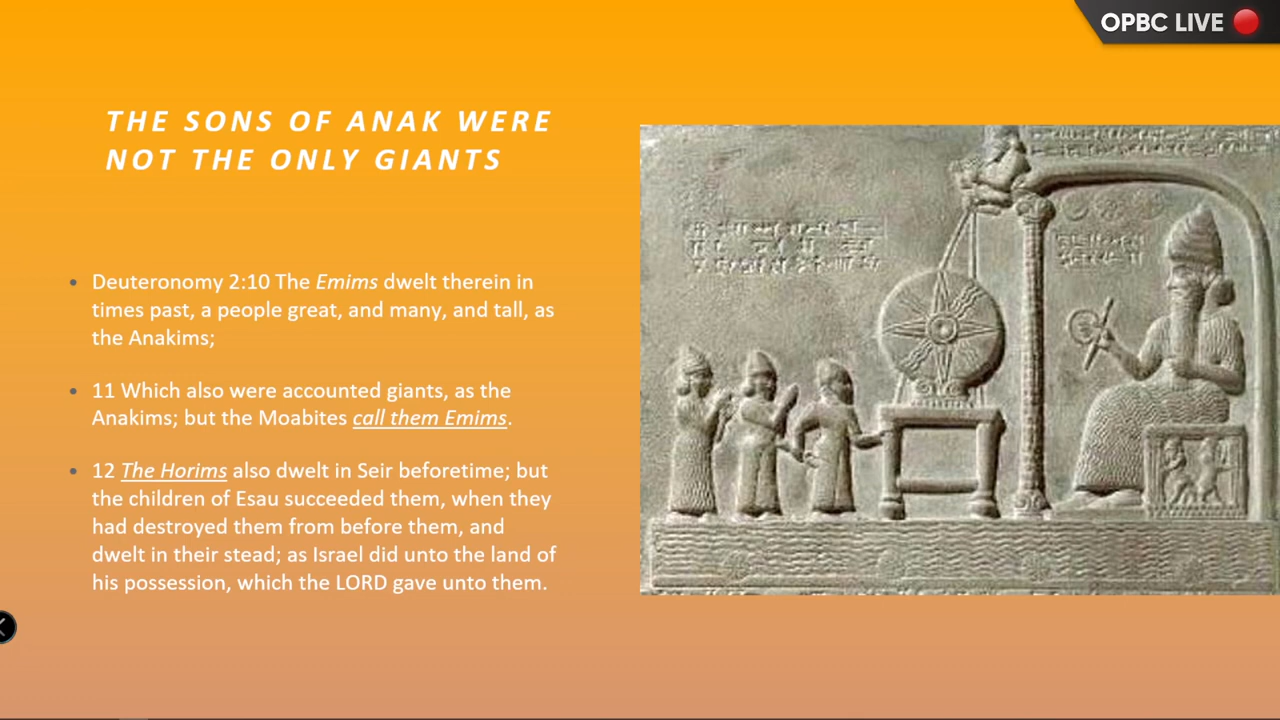 OPBC LIVE
THE SONS OF ANAK WERE
NOT THE ONLY GIANTS
• Deuteronomy 2:10 The Emims dwelt therein in
times past, a people great, and many, and tall, as
the Anakims;
• 11 Which also were accounted giants, as the
Anakims; but the Moabites call them Emims.
• 12 The Horims also dwelt in Seir beforetime; but
the children of Esau succeeded them, when they
had destroyed them from before them, and
dwelt in their stead; as Israel did unto the land of
his possession, which the LORD gave unto them.